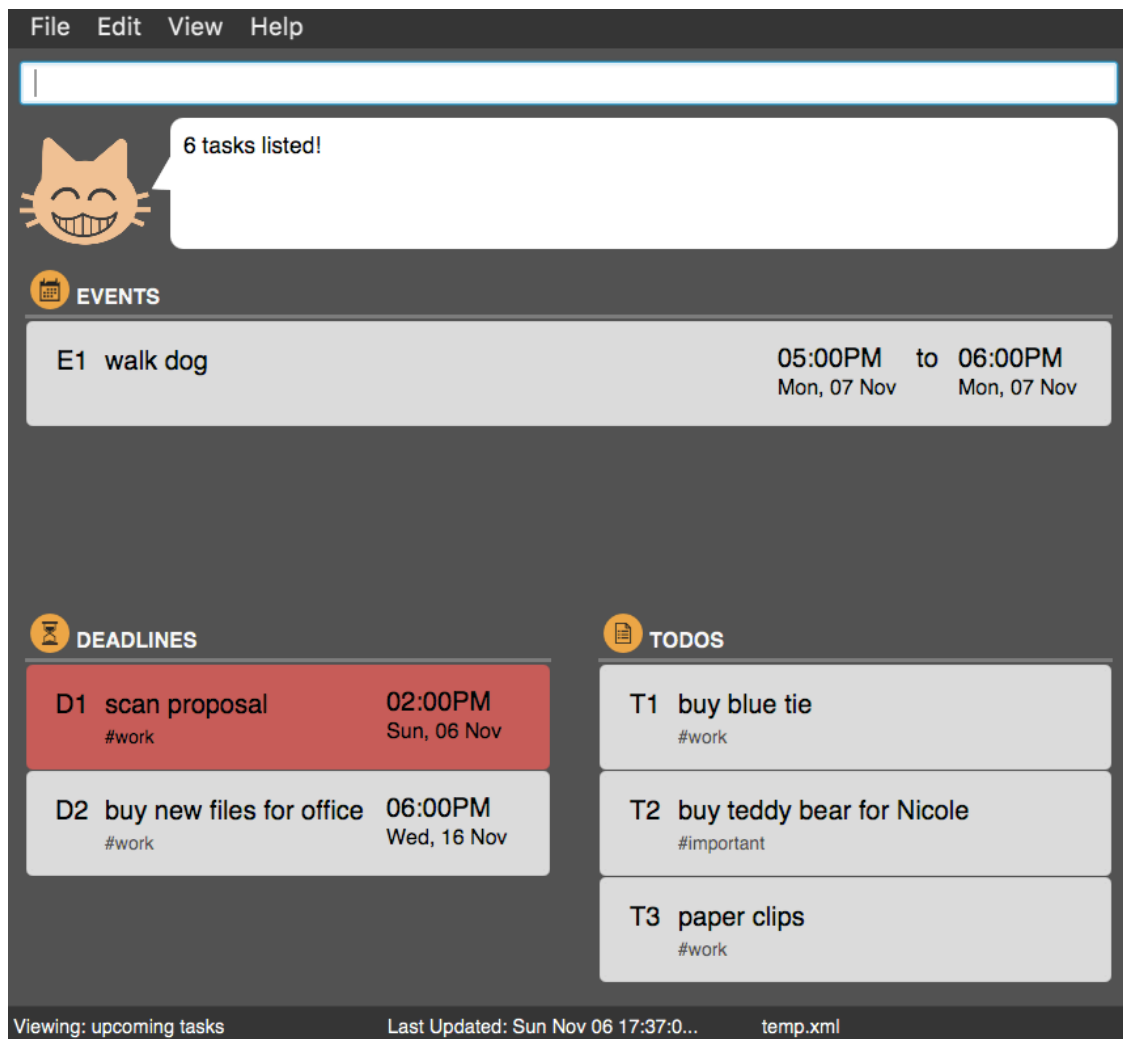 File Edit View Help
6 tasks listed!
EVENTS
E1 walk dog 05:00PM to 06:00PM
Mon, 07 Nov Mon, 07 Nov
DEADLINES
D1 scan proposal 02:00PM
#work Sun, 06 Nov
D2 buy new files for office 06:00PM
#work Wed, 16 Nov
TODOS
T1 buy blue tie
#work
T2 buy teddy bear for Nicole
#important
T3 paper clips
#work
Viewing: upcoming tasks Last Updated: Sun Nov 06 17:37:0... temp.xml